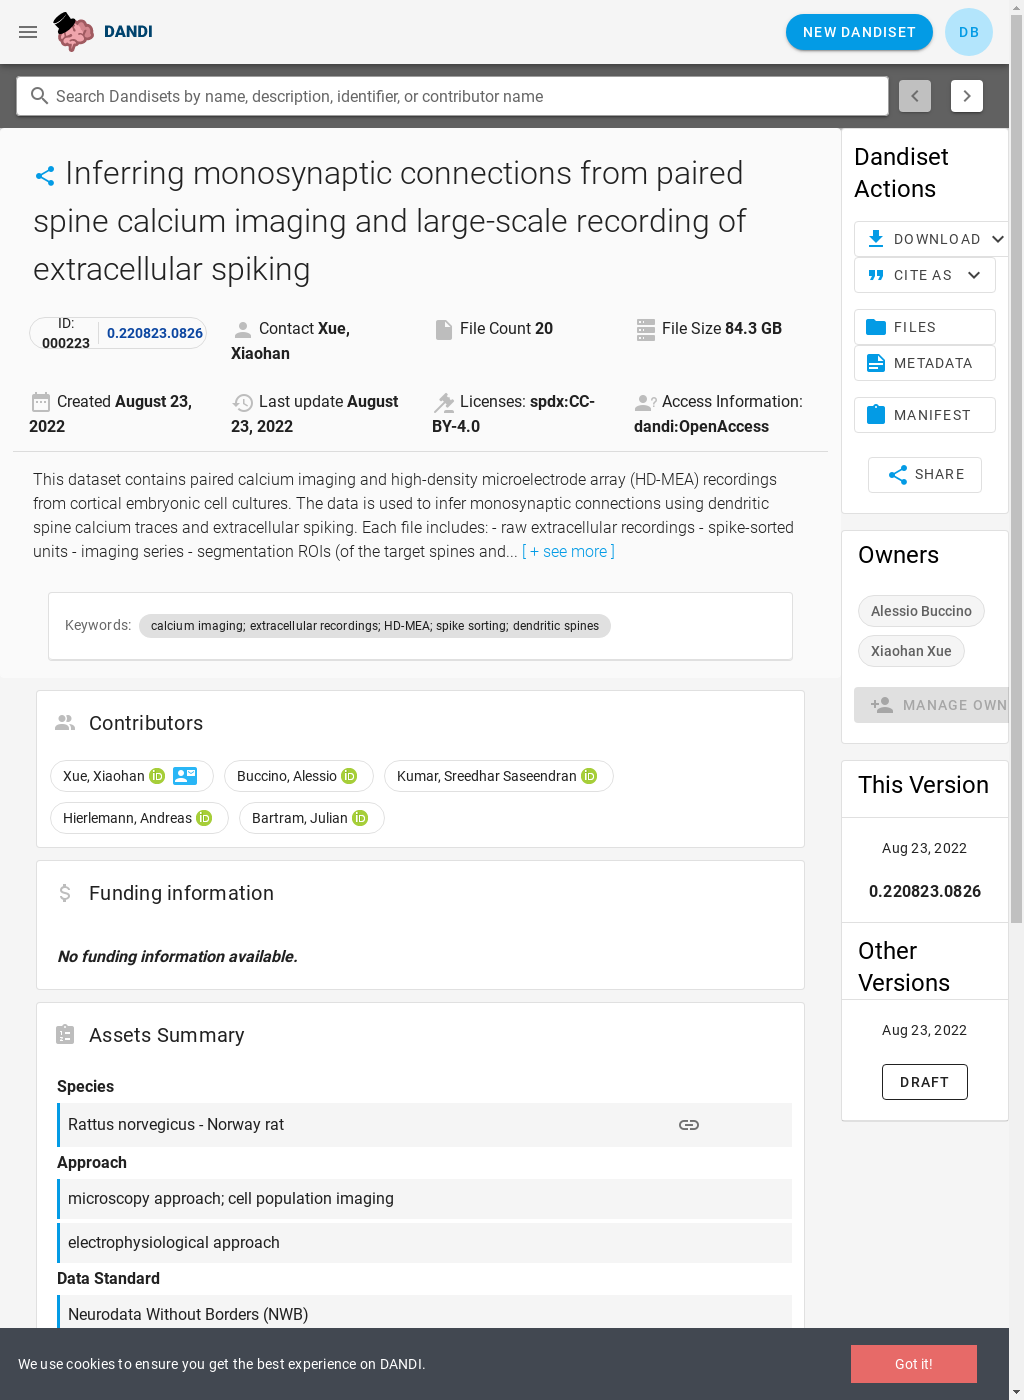 DANDI
NEW DANDISET
DB
Search Dandisets by name, description, identifier, or contributor name
Inferring monosynaptic connections from paired
spine calcium imaging and large-scale recording of
extracellular spiking
ID:
000223
0.220823.0826
Contact Xue,
Xiaohan
File Count 20
File Size 84.3 GB
Created August 23,
2022
Last update August
23, 2022
Licenses: spdx:CC-
BY-4.0
Access Information:
dandi:OpenAccess
This dataset contains paired calcium imaging and high-density microelectrode array (HD-MEA) recordings
from cortical embryonic cell cultures. The data is used to infer monosynaptic connections using dendritic
spine calcium traces and extracellular spiking. Each file includes: - raw extracellular recordings - spike-sorted
units - imaging series - segmentation ROIs (of the target spines and... [ + see more ]
Keywords: calcium imaging; extracellular recordings; HD-MEA; spike sorting; dendritic spines
Contributors
Xue, Xiaohan iD
Buccino, Alessio iD
Kumar, Sreedhar Saseendran iD
Hierlemann, Andreas iD
Bartram, Julian iD
$ Funding information
No funding information available.
Assets Summary
Species
Rattus norvegicus - Norway rat
Approach
microscopy approach; cell population imaging
electrophysiological approach
Data Standard
Neurodata Without Borders (NWB)
Dandiset
Actions
DOWNLOAD
CITE AS
FILES
METADATA
MANIFEST
SHARE
Owners
Alessio Buccino
Xiaohan Xue
MANAGE OWN
This Version
Aug 23, 2022
0.220823.0826
Other
Versions
Aug 23, 2022
DRAFT
We use cookies to ensure you get the best experience on DANDI.
Got it!